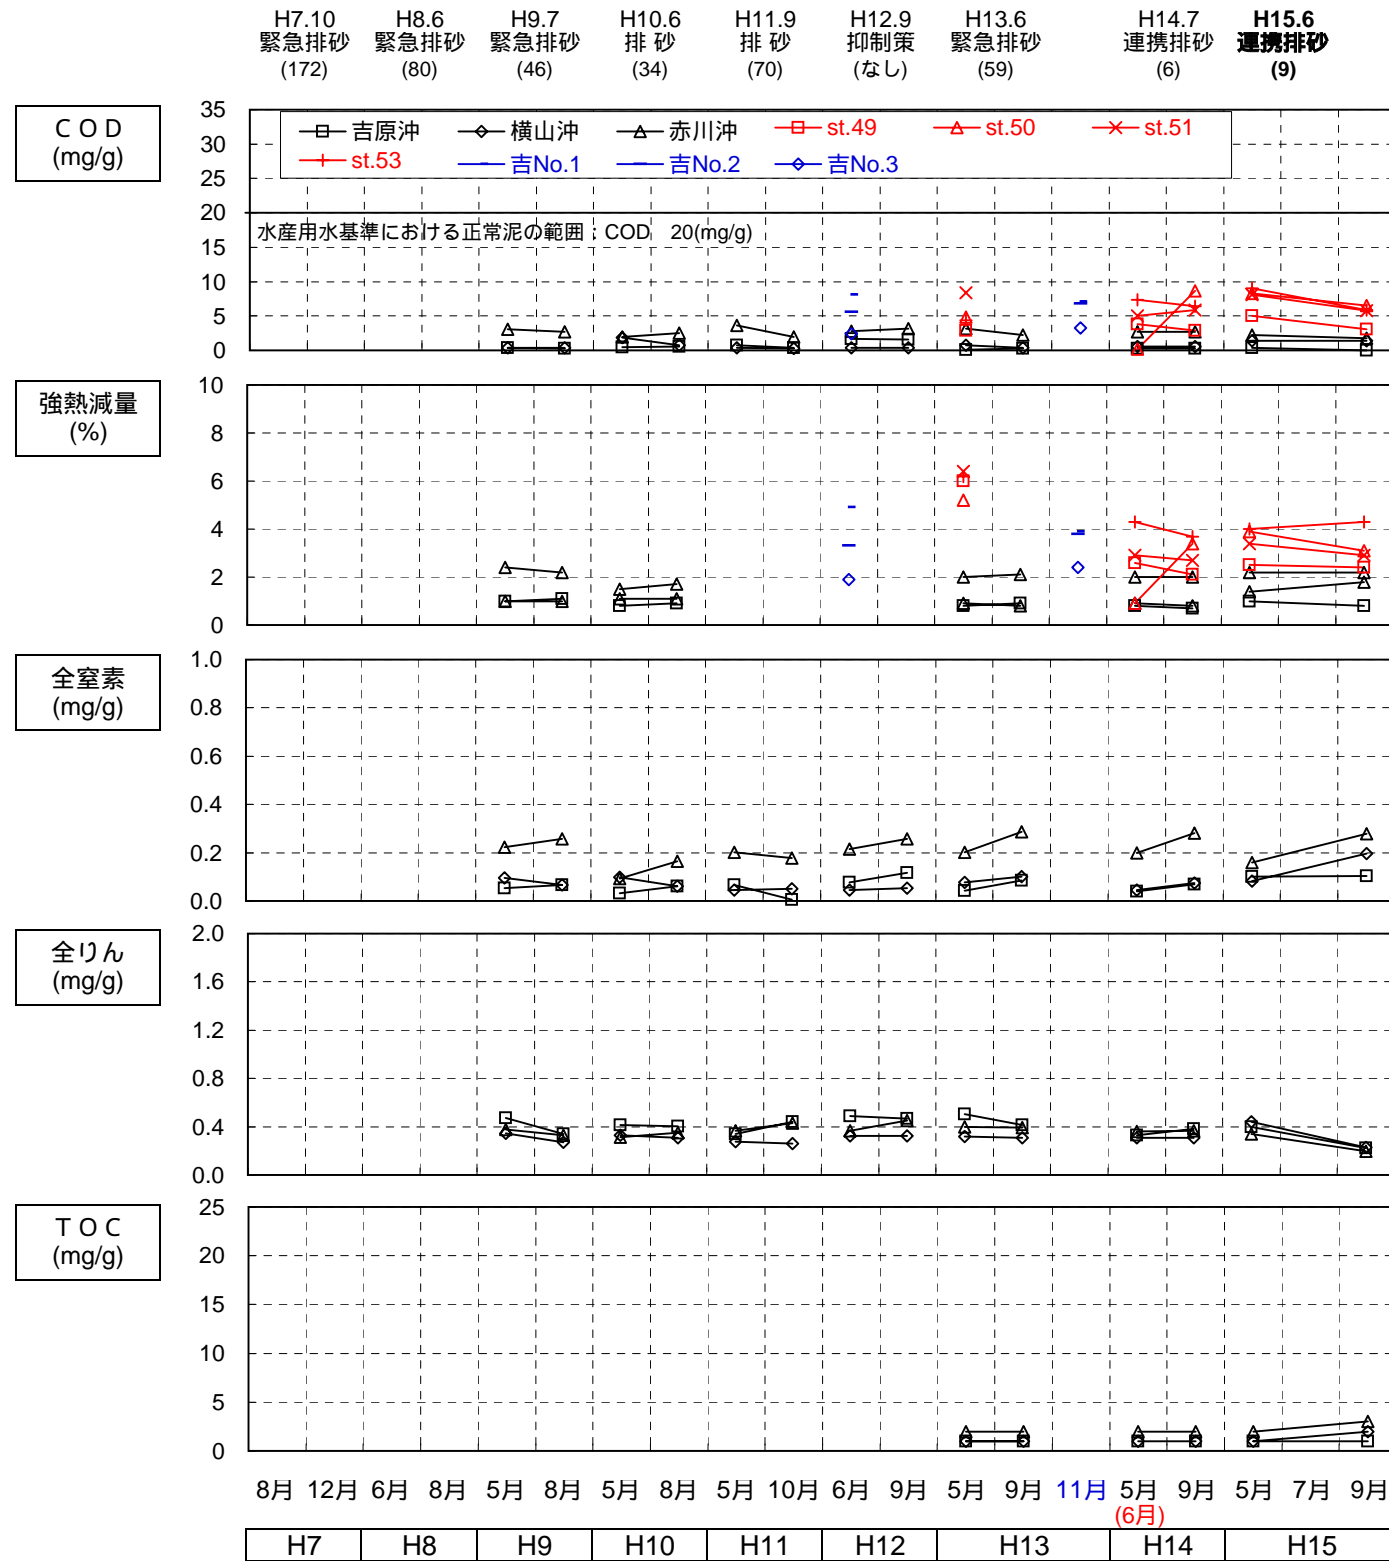 H7.10 H8.6 H9.7 H10.6 H11.9 H12.9 H13.6 H14.7 H15.6
緊急排砂 緊急排砂 緊急排砂 排 砂 排 砂 抑制策 緊急排砂 連携排砂 連携排砂
(172) (80) (46) (34) (70) (なし) (59) (6) (9)
ＣＯＤ
(mg/g)
35
30
25
20
15
10
5
0
吉原沖 横山沖 赤川沖 st.49 st.50 st.51
st.53 吉No.1 吉No.2 吉No.3
水産用水基準における正常泥の範囲：COD 20(mg/g)
強熱減量
(%)
10
8
6
4
2
0
全窒素
(mg/g)
1.0
0.8
0.6
0.4
0.2
0.0
全りん
(mg/g)
2.0
1.6
1.2
0.8
0.4
0.0
ＴＯＣ
(mg/g)
25
20
15
10
5
0
8月 12月 6月 8月 5月 8月 5月 8月 5月 10月 6月 9月 5月 9月 11月 5月 9月 5月 7月 9月
(6月)
H7 H8 H9 H10 H11 H12 H13 H14 H15